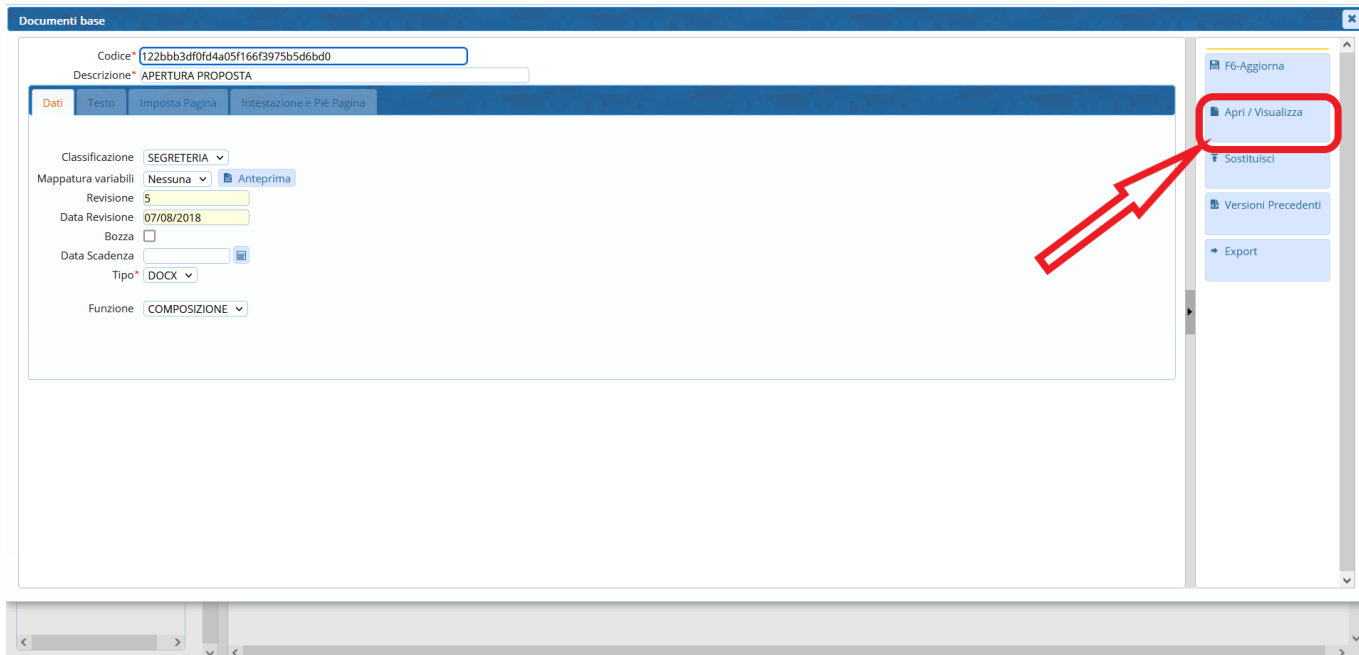 Documenti base
Codice* 122bbb3df0fd4a05f166f3975b5d6bd0
Descrizione* APERTURA PROPOSTA
Dati Testo Imposta Pagina Intestazione e Piè Pagina
Classificazione SEGRETERIA
Mappatura variabili Nessuna Anteprima
Revisione 5
Data Revisione 07/08/2018
Bozza
Data Scadenza
Tipo* DOCX
Funzione COMPOSIZIONE
F6-Aggiorna
Apri / Visualizza
Sostituisci
Versioni Precedenti
Export